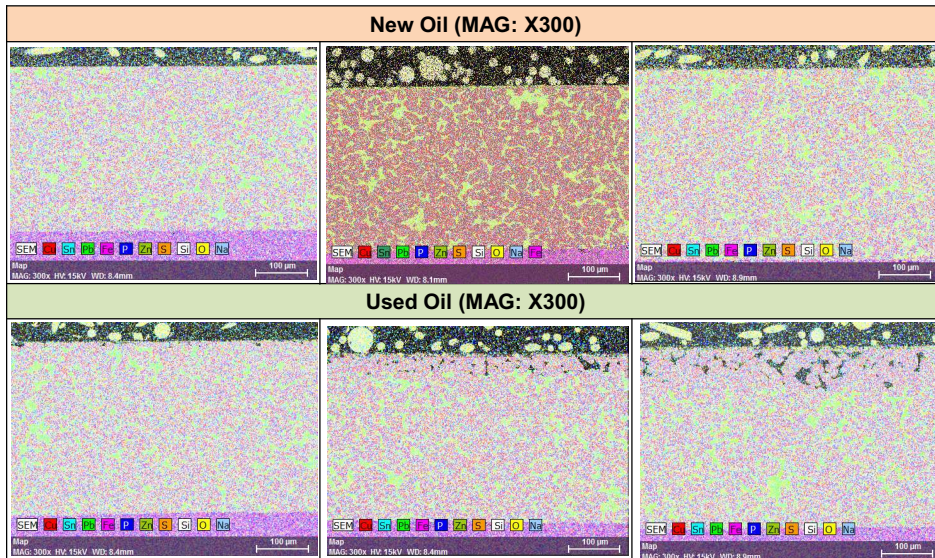 New Oil (MAG: X300)
SEM Cu Sn Pb Fe P Zn S Si O Na
Map
MAG: 300x HV: 15kV WD: 8.4mm 100 µm
SEM Cu Sn Pb P Zn S Si O Na Fe
Map
MAG: 300x HV: 15kV WD: 8.1mm 100 µm
SEM Cu Sn Pb Fe P Zn S Si O Na
Map
MAG: 300x HV: 15kV WD: 8.9mm 100 µm
Used Oil (MAG: X300)
SEM Cu Sn Pb Fe P Zn S Si O Na
Map
MAG: 300x HV: 15kV WD: 8.4mm 100 µm
SEM Cu Sn Pb Fe P Zn S Si O Na
Map
MAG: 300x HV: 15kV WD: 8.4mm 100 µm
SEM Cu Sn Pb Fe P Zn S Si O Na
Map
MAG: 300x HV: 15kV WD: 8.9mm 100 µm